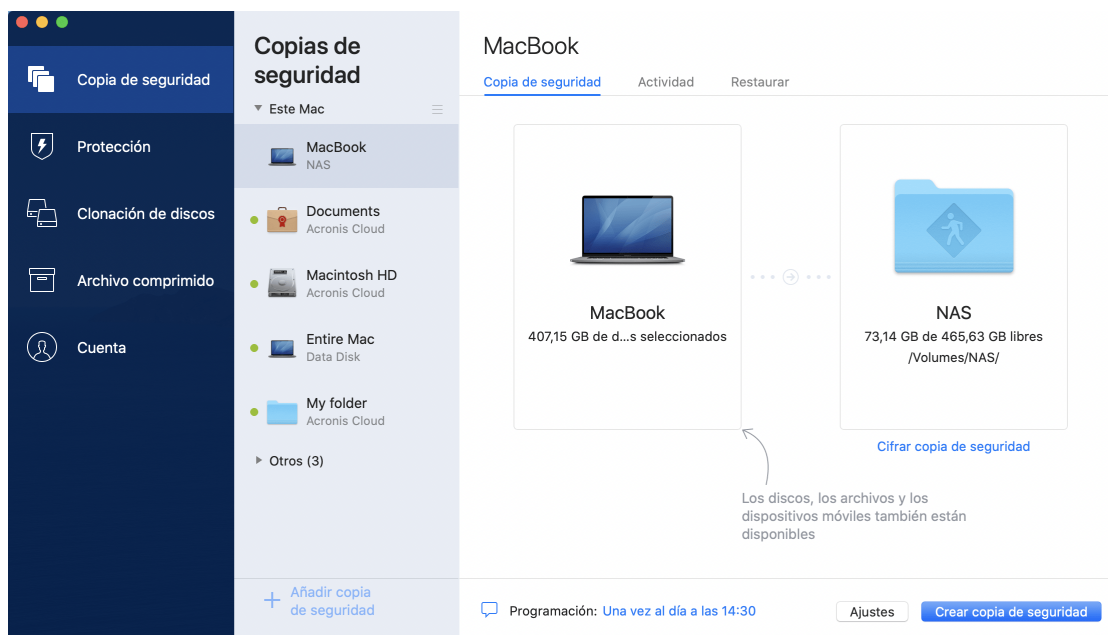 Copia de seguridad
Protección
Clonación de discos
Archivo comprimido
Cuenta
Copias de
seguridad
Este Mac
MacBook
NAS
Documents
Acronis Cloud
Macintosh HD
Acronis Cloud
Entire Mac
Data Disk
My folder
Acronis Cloud
Otros (3)
Añadir copia
de seguridad
MacBook
Copia de seguridad
Actividad
Restaurar
MacBook
407,15 GB de d...s seleccionados
NAS
73,14 GB de 465,63 GB libres
/Volumes/NAS/
Cifrar copia de seguridad
Los discos, los archivos y los
dispositivos móviles también están
disponibles
Programación: Una vez al día a las 14:30
Ajustes
Crear copia de seguridad